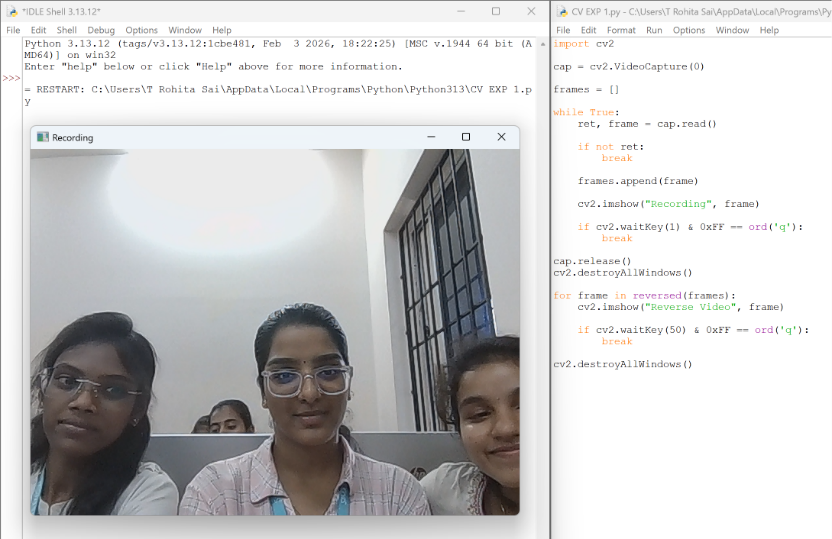 *IDLE Shell 3.13.12*
File Edit Shell Debug Options Window Help
Python 3.13.12 (tags/v3.13.12:1cbe481, Feb  3 2026, 18:22:25) [MSC v.1944 64 bit (A
MD64)] on win32
Enter "help" below or click "Help" above for more information.
>>>
= RESTART: C:\Users\T Rohita Sai\AppData\Local\Programs\Python\Python313\CV EXP 1.p
y
Recording
CV EXP 1.py - C:\Users\T Rohita Sai\AppData\Local\Programs\Py
File Edit Format Run Options Window Help
import cv2
cap = cv2.VideoCapture(0)
frames = []
while True:
    ret, frame = cap.read()
    if not ret:
        break
    frames.append(frame)
    cv2.imshow("Recording", frame)
    if cv2.waitKey(1) & 0xFF == ord('q'):
        break
cap.release()
cv2.destroyAllWindows()
for frame in reversed(frames):
    cv2.imshow("Reverse Video", frame)
    if cv2.waitKey(50) & 0xFF == ord('q'):
        break
cv2.destroyAllWindows()